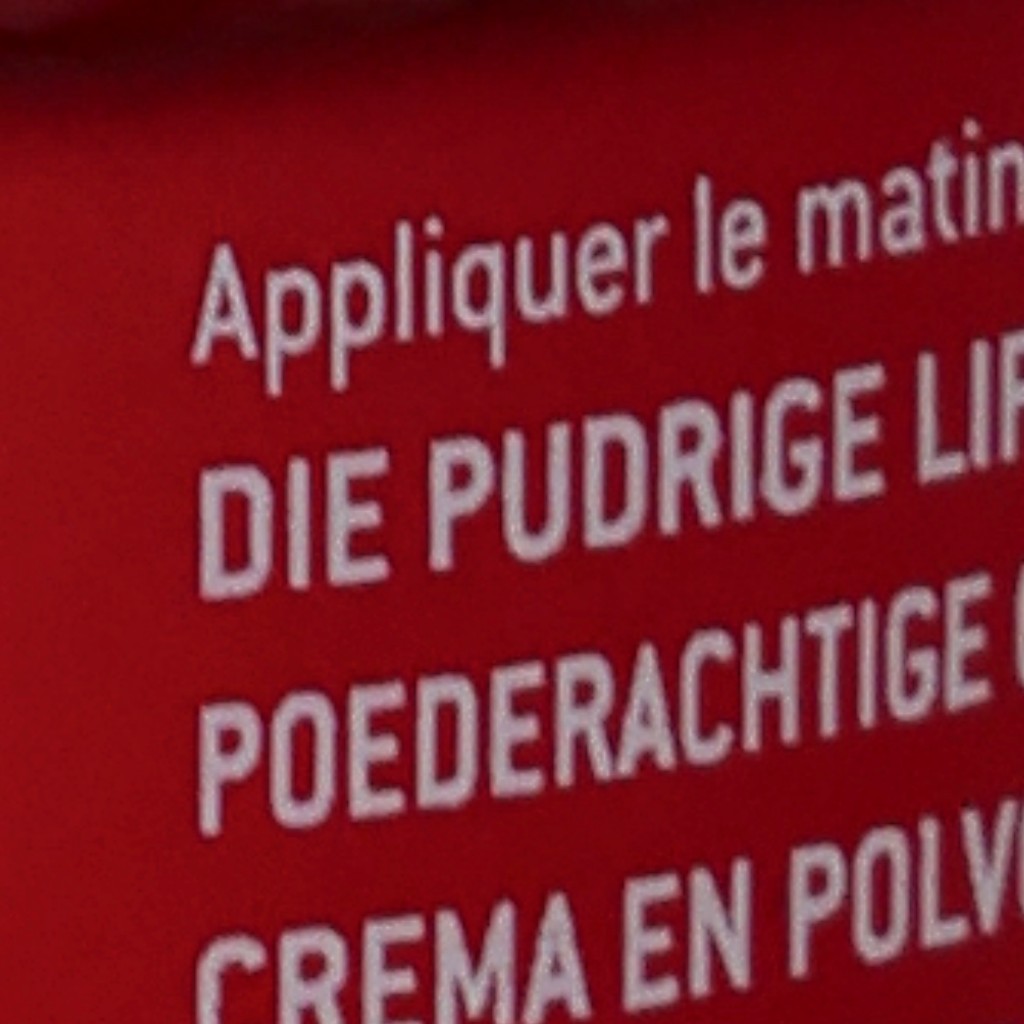 Appliquer le matin
DIE PUDRIGE
POEDERACHTIGE
CREMA EN